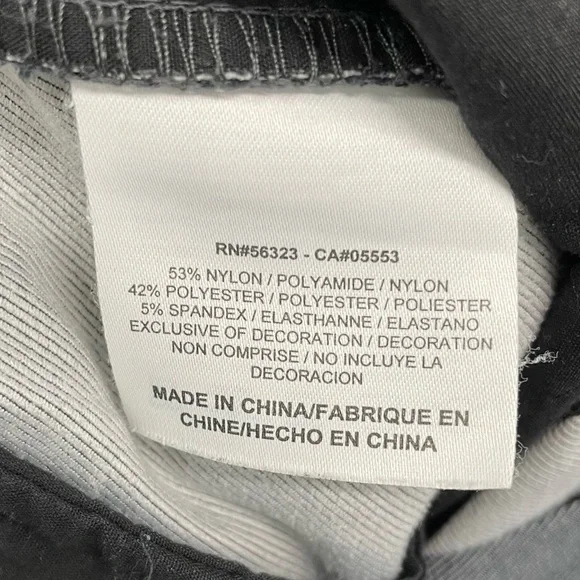 RN#56323 - CA#05553
53% NYLON / POLYAMIDE / NYLON
42% POLYESTER / POLYESTER / POLIESTER
5% SPANDEX / ELASTHANNE / ELASTANO
EXCLUSIVE OF DECORATION / DECORATION
NON COMPRISE / NO INCLUYE LA
DECORACION
MADE IN CHINA/FABRIQUE EN
CHINE/HECHO EN CHINA